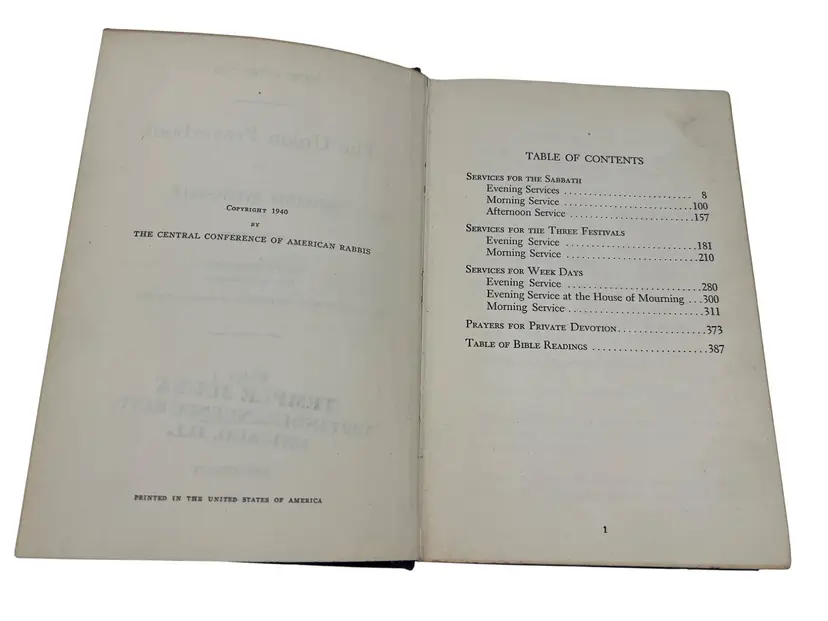 COPYRIGHT 1940
BY
THE CENTRAL CONFERENCE OF AMERICAN RABBIS
PRINTED IN THE UNITED STATES OF AMERICA
TABLE OF CONTENTS
SERVICES FOR THE SABBATH
Evening Services ........................... 8
Morning Service ...........................100
Afternoon Service .........................157
SERVICES FOR THE THREE FESTIVALS
Evening Service ...........................181
Morning Service ...........................210
SERVICES FOR WEEK DAYS
Evening Service ...........................280
Evening Service at the House of Mourning ...300
Morning Service ...........................311
PRAYERS FOR PRIVATE DEVOTION.................373
TABLE OF BIBLE READINGS ......................387
1